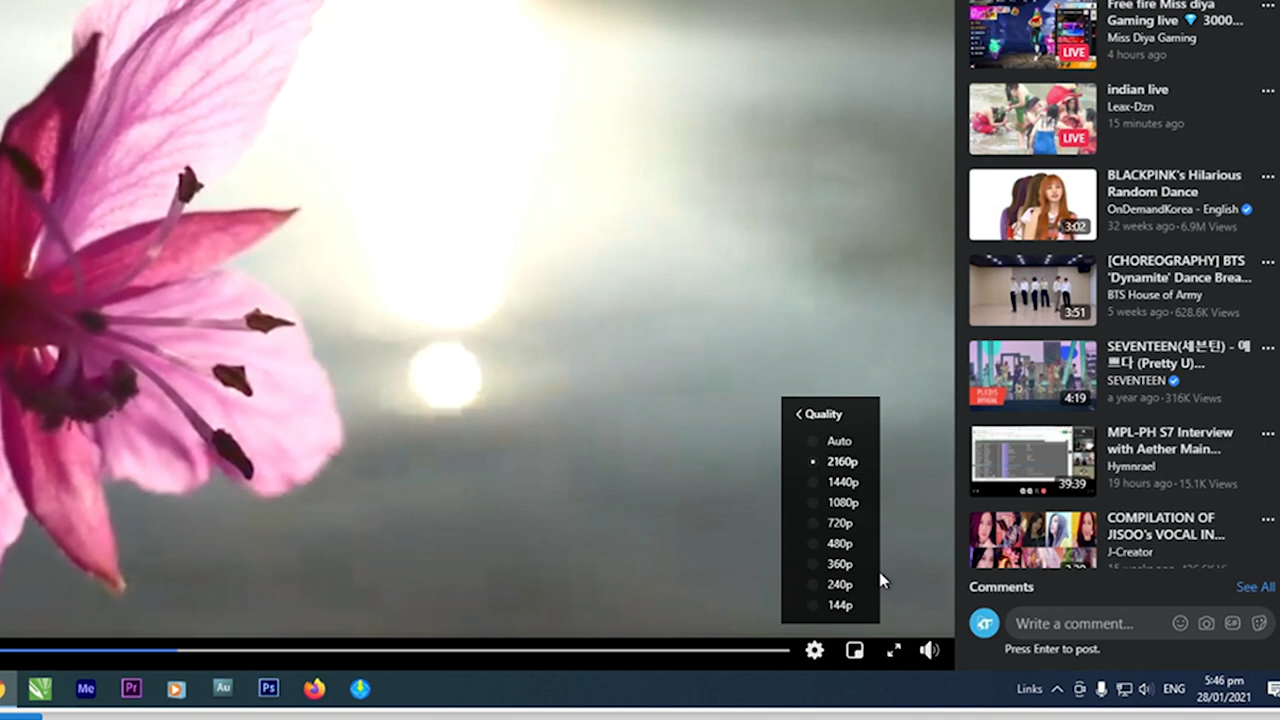 Free fire Miss diya
Gaming live 💎 3000...
Miss Diya Gaming
4 hours ago
LIVE
indian live
Leax-Dzn
15 minutes ago
LIVE
BLACKPINK's Hilarious
Random Dance
OnDemandKorea - English
32 weeks ago · 6.9M Views
3:02
[CHOREOGRAPHY] BTS
'Dynamite' Dance Brea...
BTS House of Army
5 weeks ago · 628.6K Views
3:51
SEVENTEEN(세븐틴) - 예
쁘다 (Pretty U)...
SEVENTEEN
a year ago · 316K Views
4:19
MPL-PH S7 Interview
with Aether Main...
Hymnrael
19 hours ago · 15.1K Views
39:39
COMPILATION OF
JISOO's VOCAL IN...
J-Creator
Quality
Auto
2160p
1440p
1080p
720p
480p
360p
240p
144p
Comments
See All
KT
Write a comment...
GIF
Press Enter to post.
Me
Pr
Au
Ps
Links
ENG
5:46 pm
28/01/2021